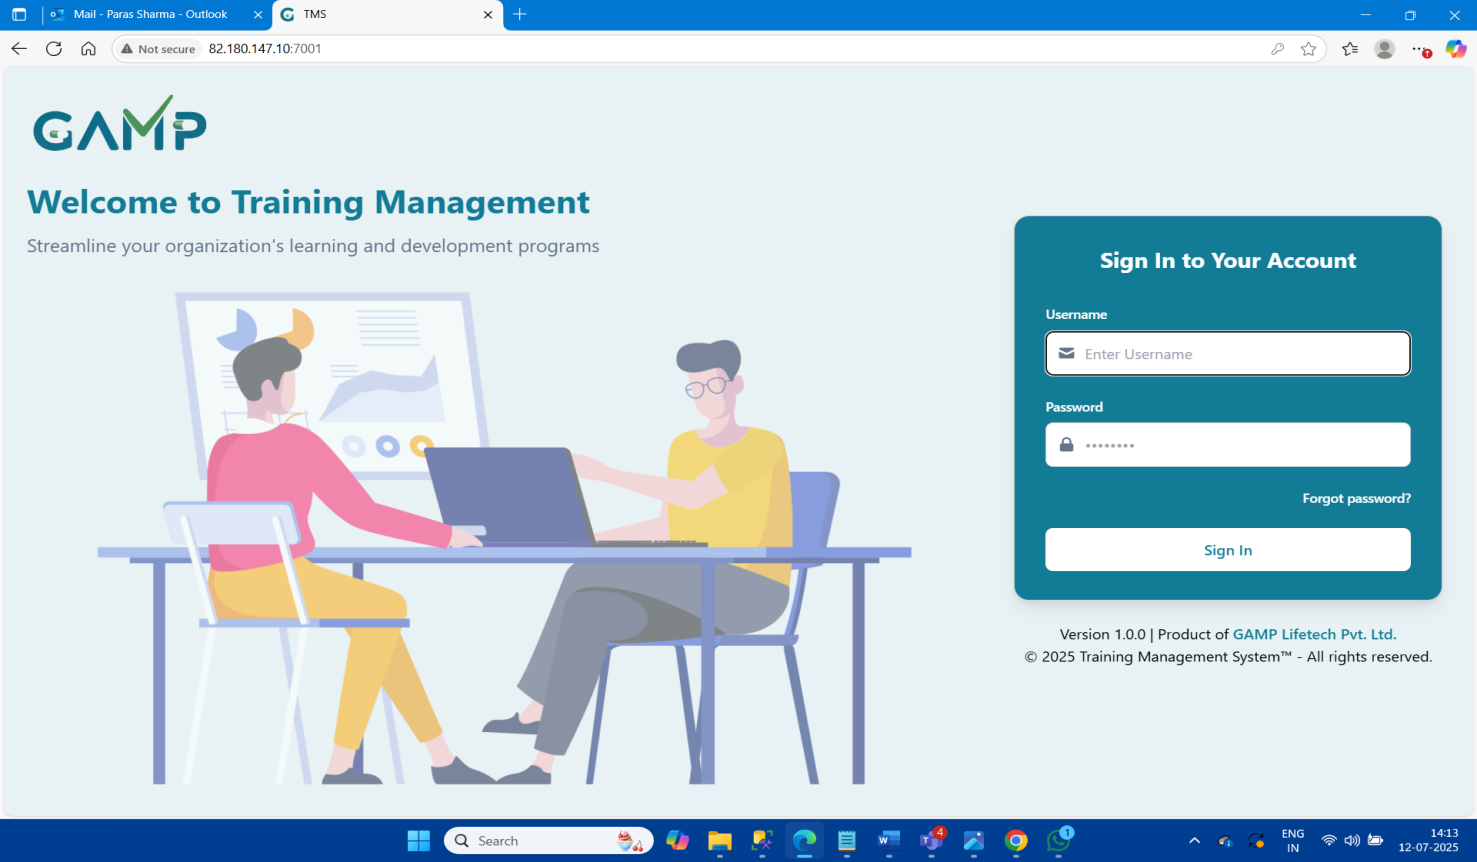 Mail - Paras Sharma - Outlook
TMS
Not secure
82.180.147.10:7001
GAMP
Welcome to Training Management
Streamline your organization's learning and development programs
Sign In to Your Account
Username
Enter Username
Password
Forgot password?
Sign In
Version 1.0.0 | Product of GAMP Lifetech Pvt. Ltd.
© 2025 Training Management System™ - All rights reserved.
Search
4
1
ENG
IN
14:13
12-07-2025